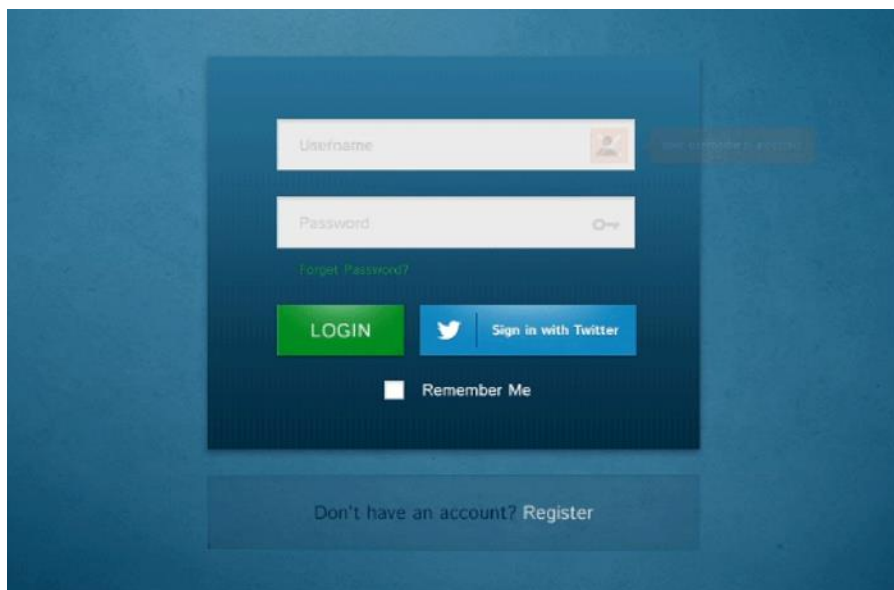 Username
Password
Forget Password?
LOGIN
Sign in with Twitter
Remember Me
Don't have an account? Register